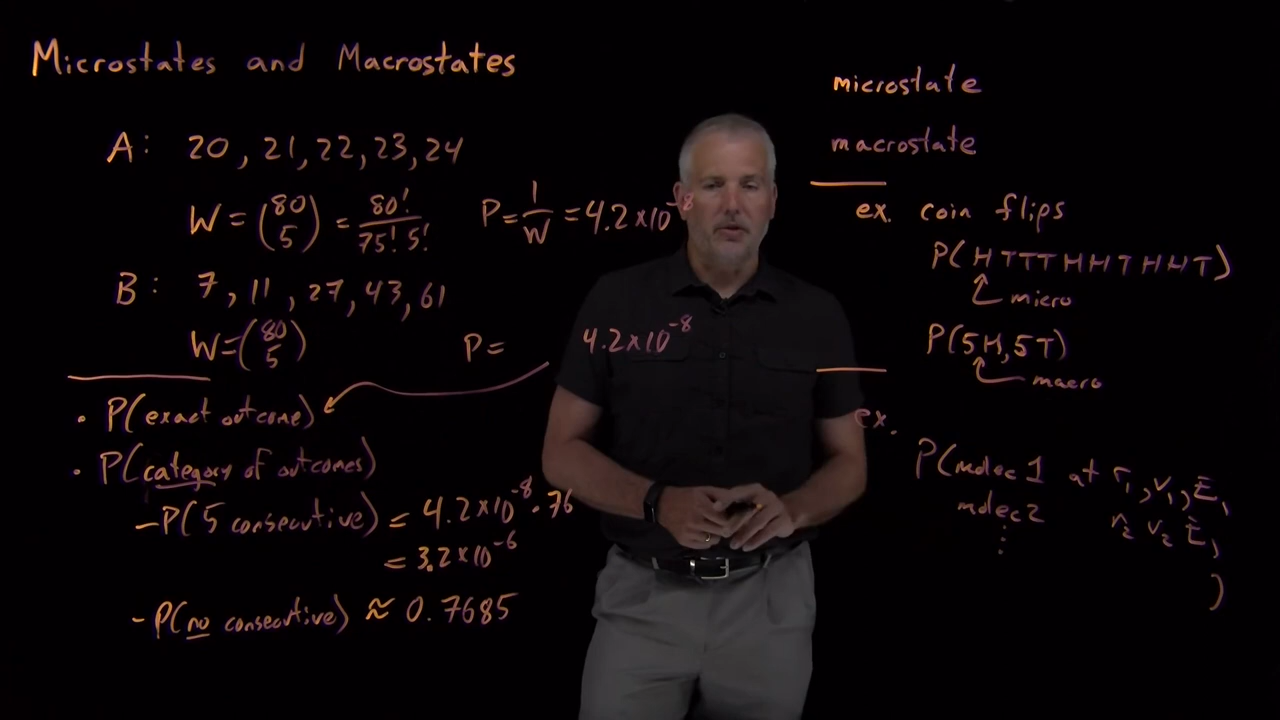 Microstates and Macrostates
A: 20, 21, 22, 23, 24
W = (80 5) = 80! / 75! 5!
P = 1/W = 4.2×10⁻⁸
B: 7, 11, 27, 43, 61
W = (80 5)
P = 4.2×10⁻⁸
• P(exact outcome)
• P(category of outcomes)
– P(5 consecutive) = 4.2×10⁻⁸ · 76
= 3.2×10⁻⁶
– P(no consecutive) ≈ 0.7685
microstate
macrostate
ex. coin flips
P(HTTTHHTHHT)
micro
P(5H,5T)
macro
ex.
P(molec 1 at r₁, v₁, E₁
molec 2 r₂ v₂ E₂
⋮
)